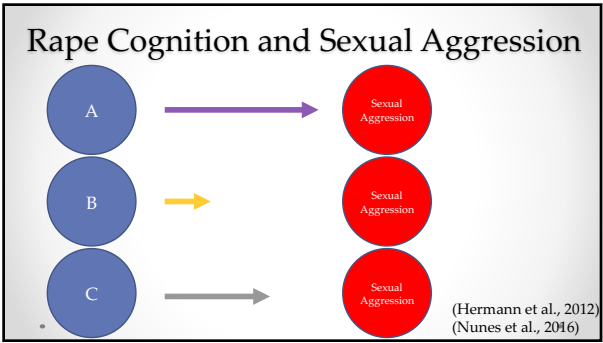 Rape Cognition and Sexual Aggression
A
Sexual
Aggression
B
Sexual
Aggression
C
Sexual
Aggression
(Hermann et al., 2012)
(Nunes et al., 2016)